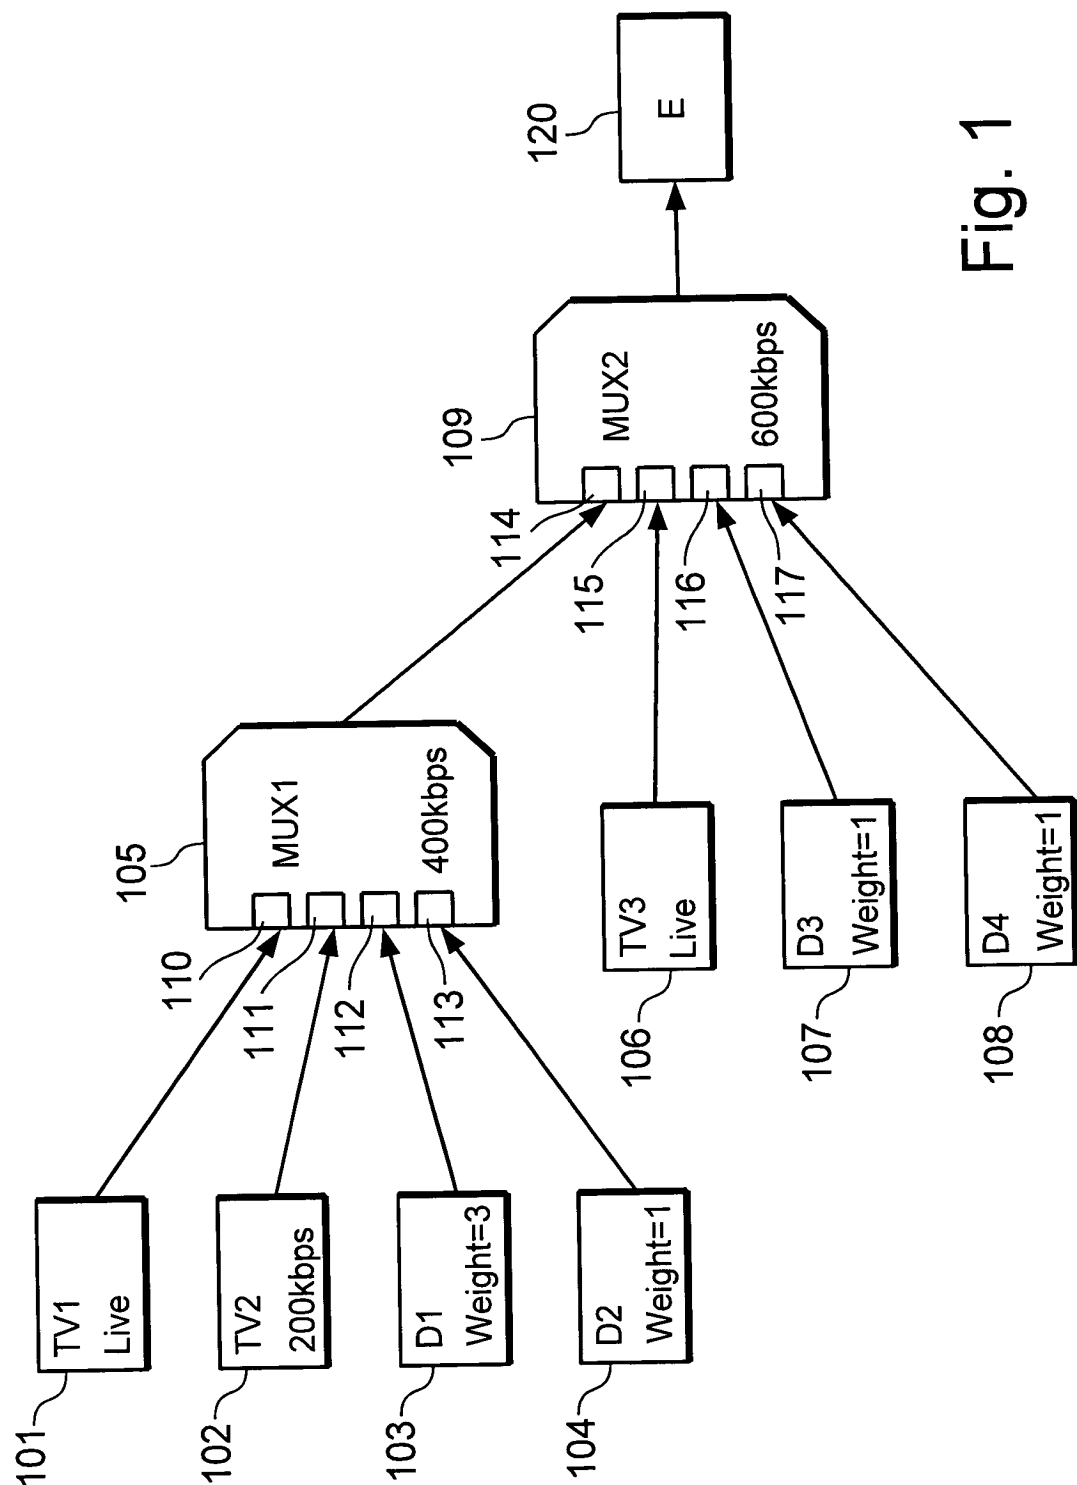 101
TV1
Live
102
TV2
200kbps
103
D1
Weight=3
104
D2
Weight=1
110
111
112
113
105
MUX1
400kbps
106
TV3
Live
107
D3
Weight=1
108
D4
Weight=1
114
115
116
117
109
MUX2
600kbps
120
E
Fig. 1